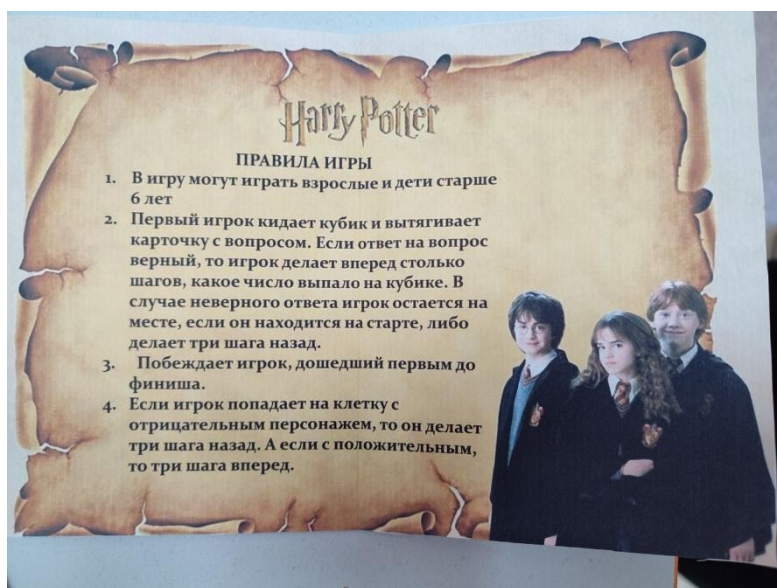 Harry Potter
ПРАВИЛА ИГРЫ
1. В игру могут играть взрослые и дети старше
6 лет
2. Первый игрок кидает кубик и вытягивает
карточку с вопросом. Если ответ на вопрос
верный, то игрок делает вперед столько
шагов, какое число выпало на кубике. В
случае неверного ответа игрок остается на
месте, если он находится на старте, либо
делает три шага назад.
3. Побеждает игрок, дошедший первым до
финиша.
4. Если игрок попадает на клетку с
отрицательным персонажем, то он делает
три шага назад. А если с положительным,
то три шага вперед.